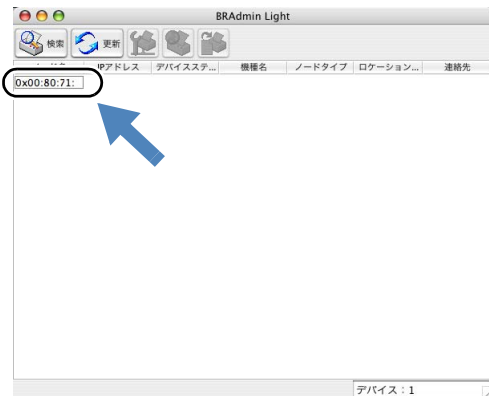 BRAdmin Light
検索 更新
IPアドレス デバイスステ... 機種名 ノードタイプ ロケーション... 連絡先
0x00:80:71:
デバイス：1